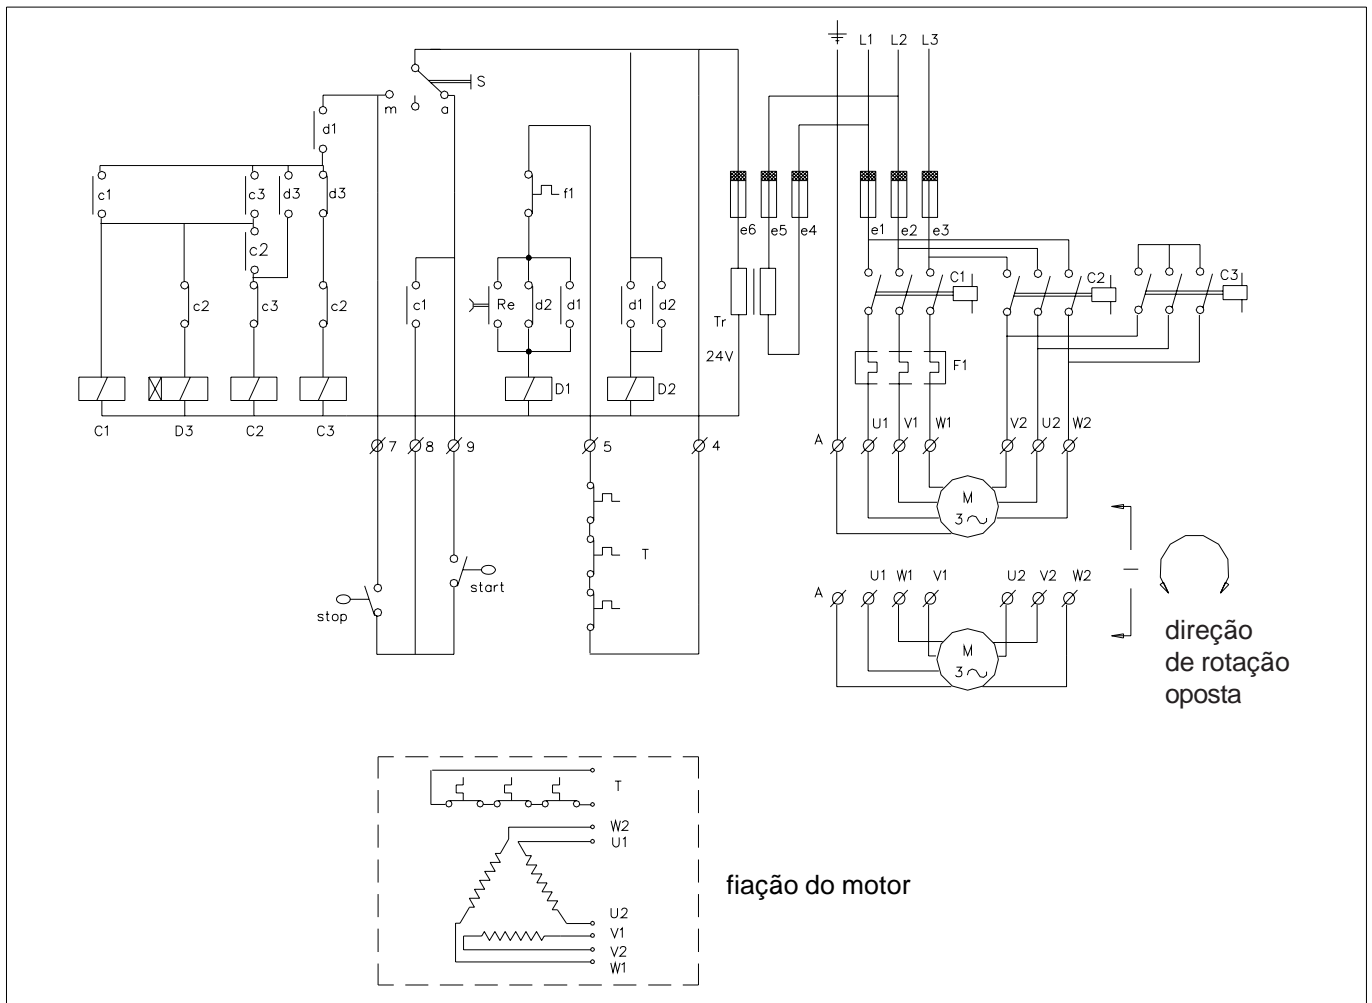 L1 L2 L3
S
m a
d1
c1 c3 d3 d3
f1
e6 e5 e4 e1 e2 e3
c2
C1 C2 C3
c2 c3 c2 c1 Re d2 d1 d1 d2
Tr
24V
F1
D1 D2
C1 D3 C2 C3
7 8 9 5 4
A U1 V1 W1 V2 U2 W2
M
3
T
start
stop
A U1 W1 V1 U2 V2 W2
M
3
direção
de rotação
oposta
T
W2
U1
fiação do motor
U2
V1
V2
W1